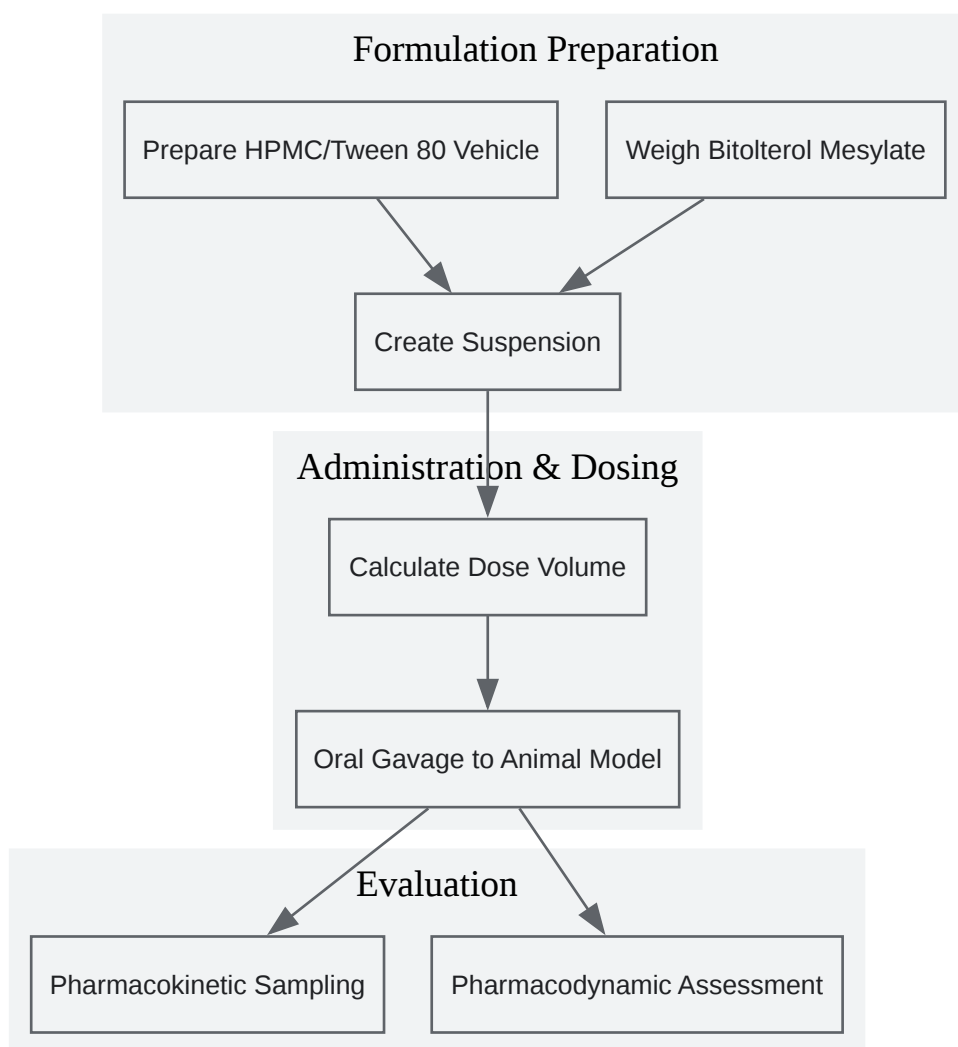 Formulation Preparation
Prepare HPMC/Tween 80 Vehicle
Weigh Bitolterol Mesylate
Create Suspension
Administration & Dosing
Calculate Dose Volume
Oral Gavage to Animal Model
Evaluation
Pharmacokinetic Sampling
Pharmacodynamic Assessment